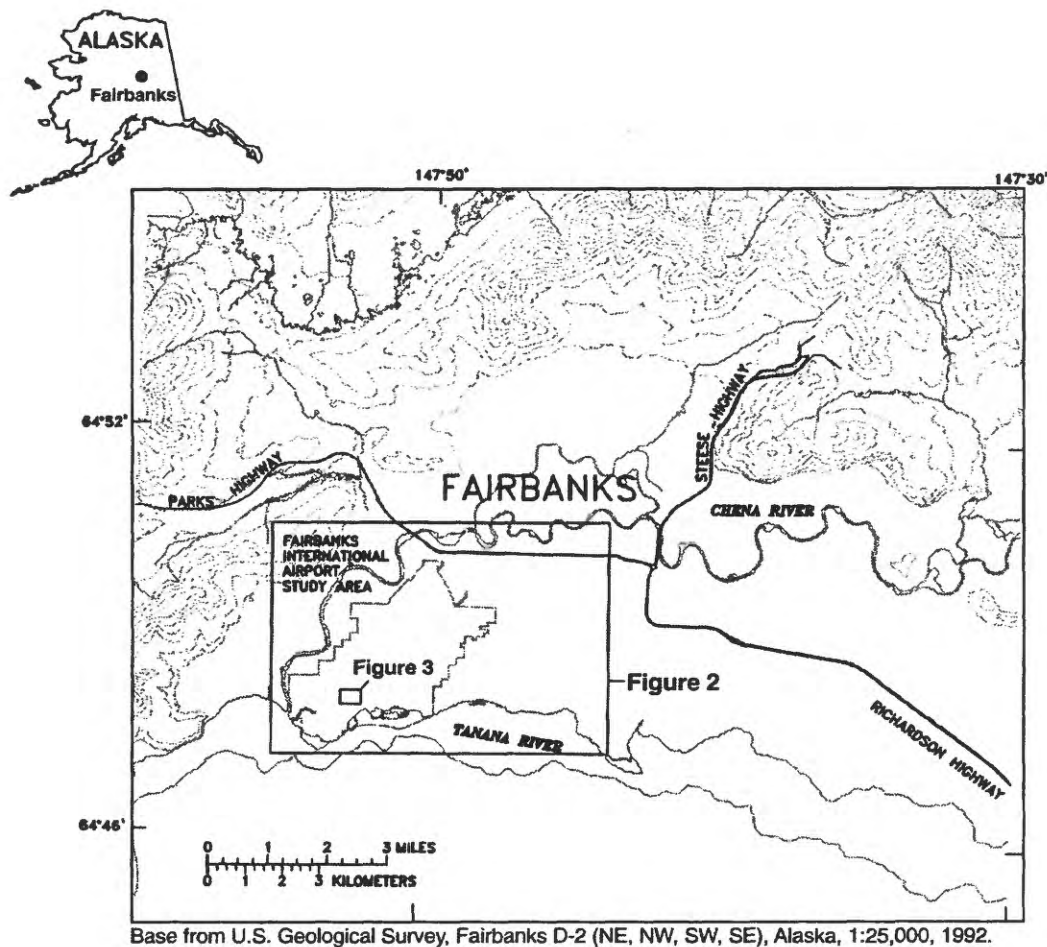 ALASKA
Fairbanks
147°50'
147°30'
64°52'
STEESE HIGHWAY
PARKS HIGHWAY
FAIRBANKS
CHENA RIVER
FAIRBANKS
INTERNATIONAL
AIRPORT
STUDY AREA
Figure 3
Figure 2
TANANA RIVER
RICHARDSON HIGHWAY
64°46'
0 1 2 3 MILES
0 1 2 3 KILOMETERS
Base from U.S. Geological Survey, Fairbanks D-2 (NE, NW, SW, SE), Alaska, 1:25,000, 1992.